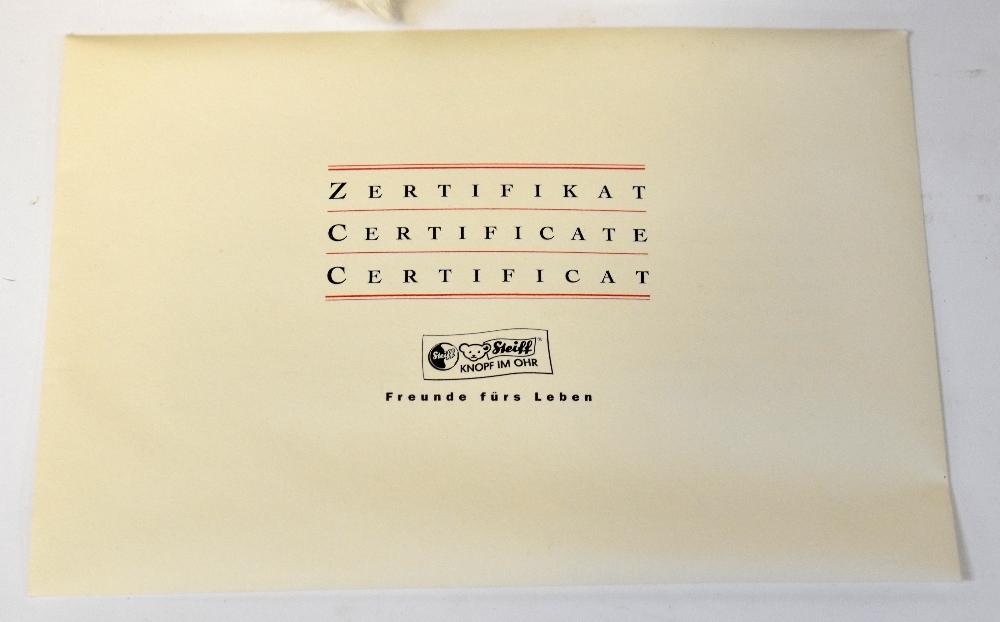 ZERTIFIKAT
CERTIFICATE
CERTIFICAT
Steiff Steiff
KNOPF IM OHR
Freunde fürs Leben